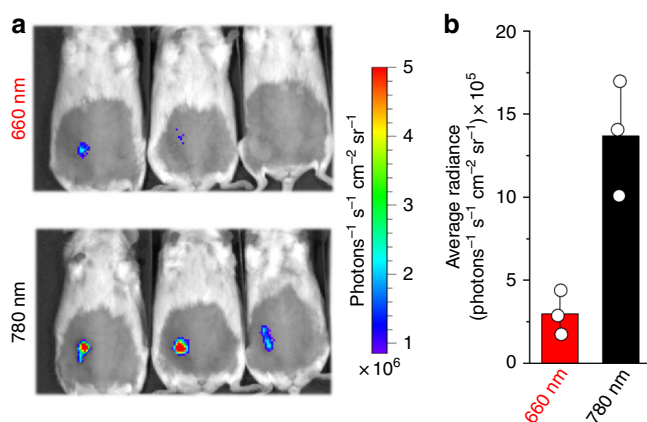 a
660 nm
780 nm
5
4
3
2
1
Photons⁻¹ s⁻¹ cm⁻² sr⁻¹
×10⁶
b
20
15
10
5
0
Average radiance
(photons⁻¹ s⁻¹ cm⁻² sr⁻¹) × 10⁵
660 nm
780 nm